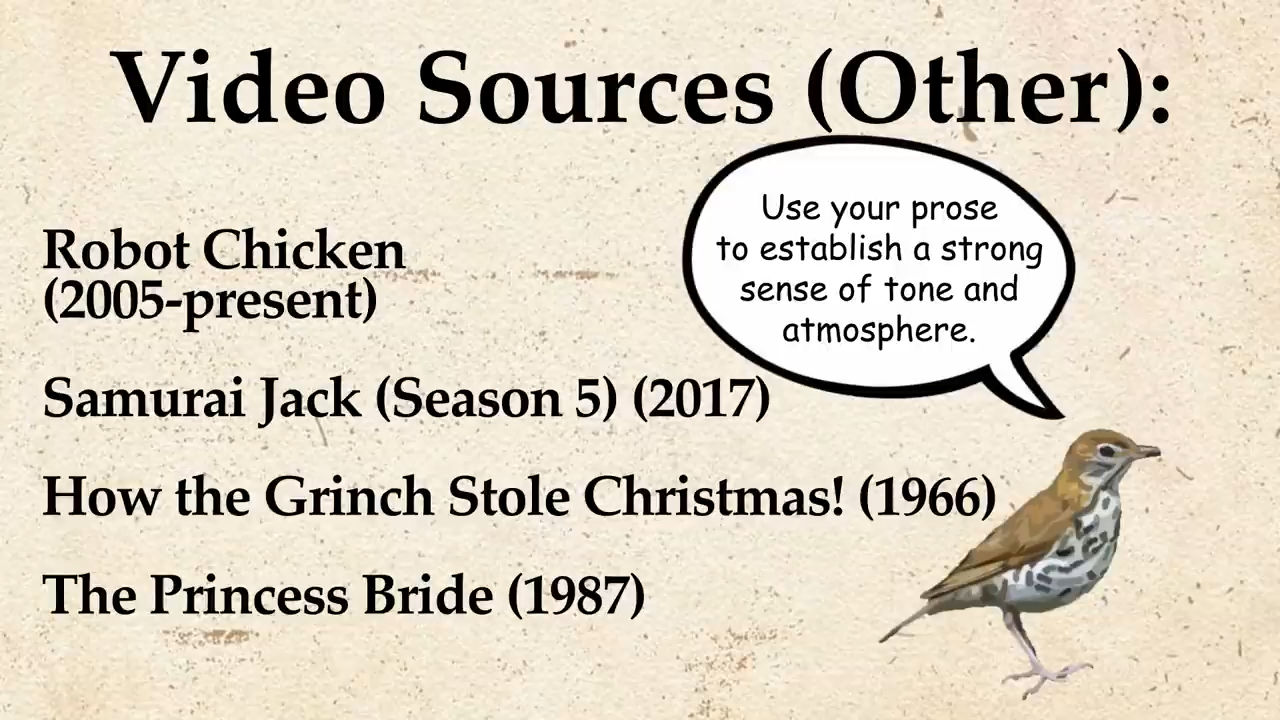 Video Sources (Other):
Use your prose
to establish a strong
sense of tone and
atmosphere.
Robot Chicken
(2005-present)
Samurai Jack (Season 5) (2017)
How the Grinch Stole Christmas! (1966)
The Princess Bride (1987)